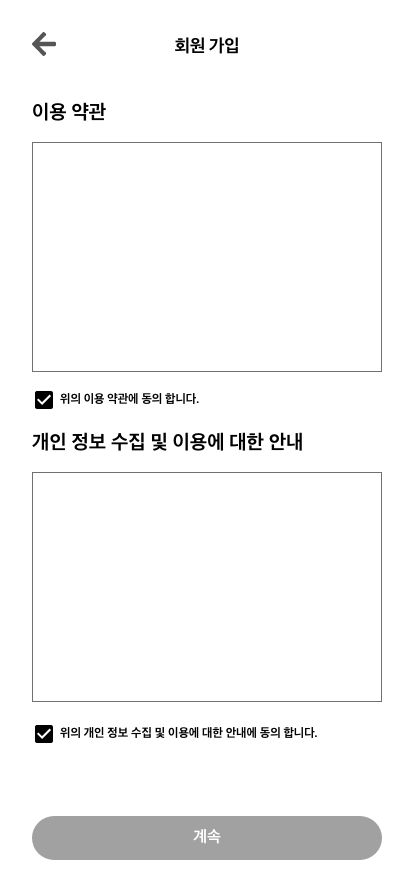 회원 가입
이용 약관
위의 이용 약관에 동의 합니다.
개인 정보 수집 및 이용에 대한 안내
위의 개인 정보 수집 및 이용에 대한 안내에 동의 합니다.
계속